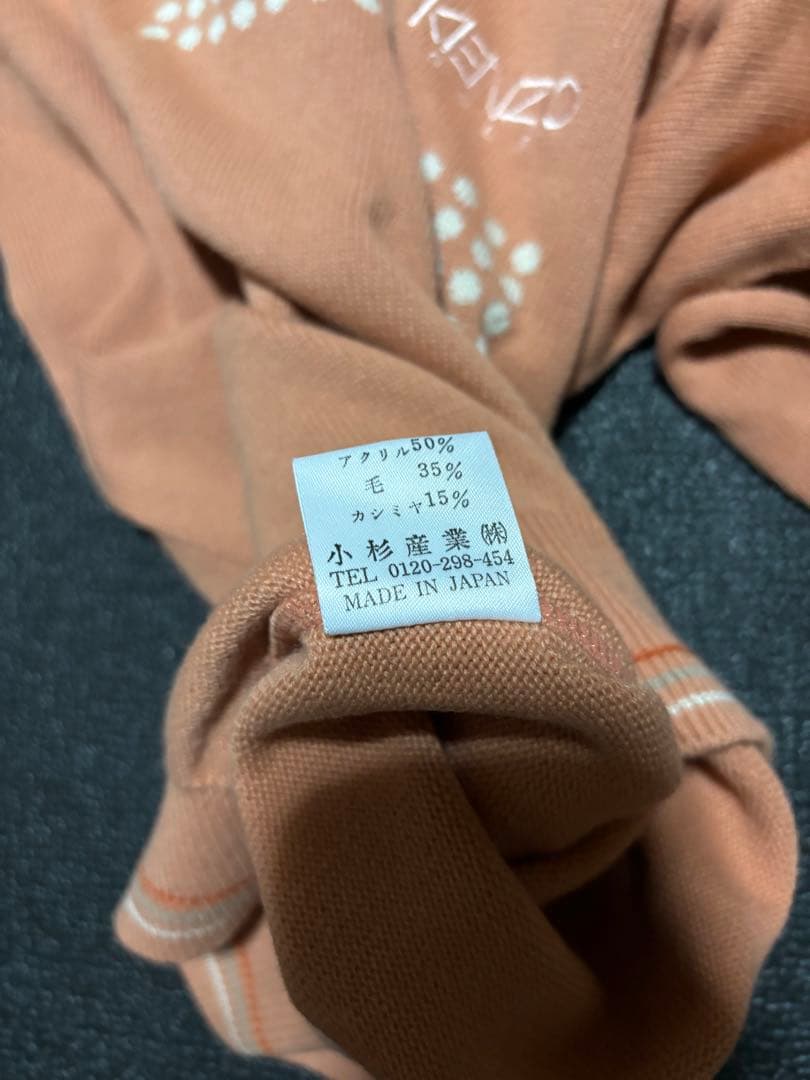 KENZO
アクリル50%
毛 35%
カシミヤ15%
小杉産業㈱
TEL 0120-298-454
MADE IN JAPAN